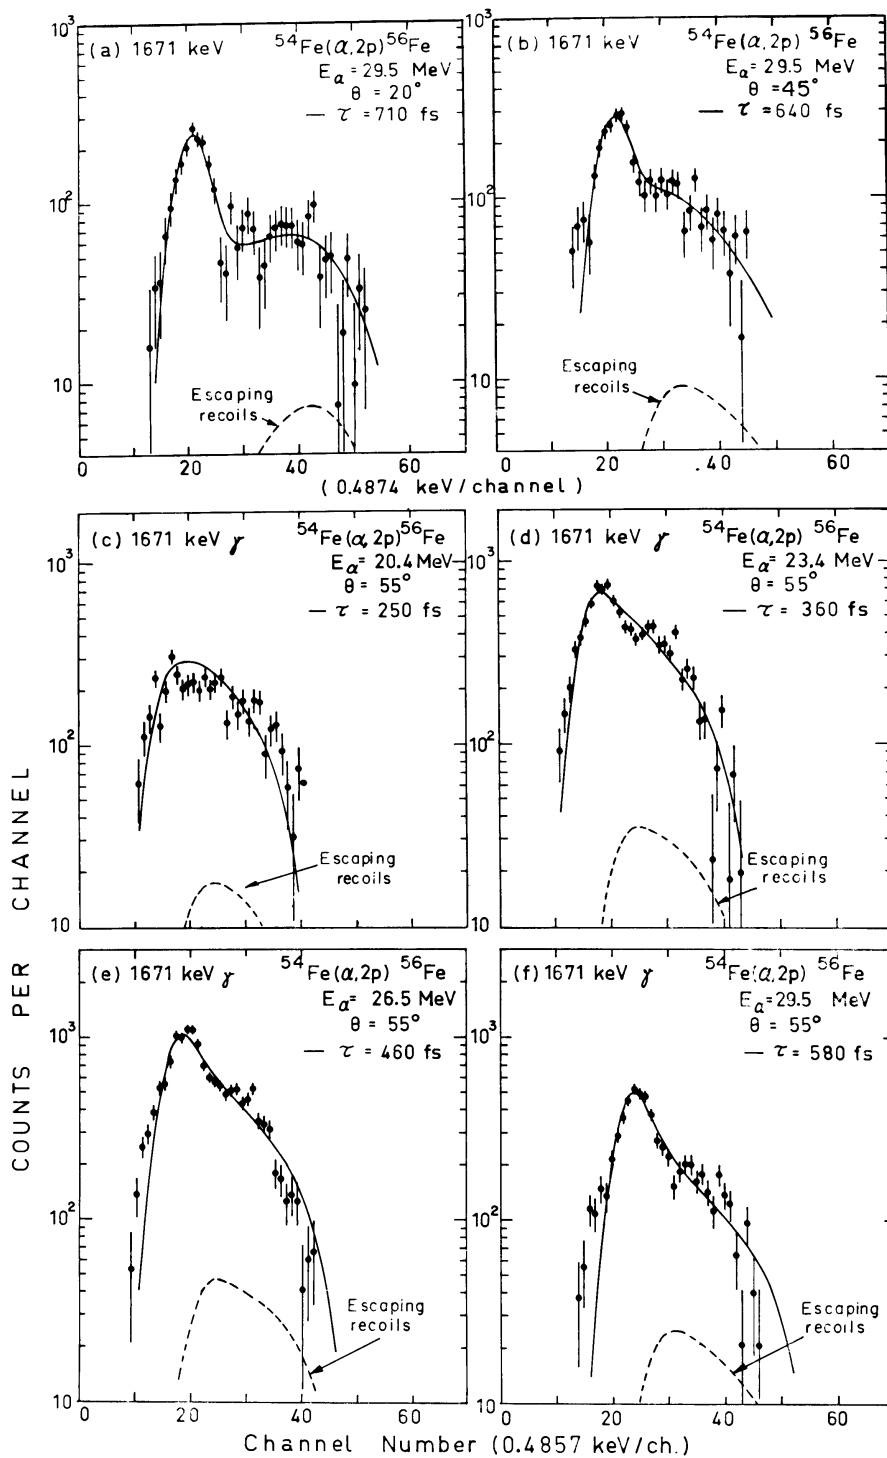 10³
(a) 1671 keV
⁵⁴Fe(α,2p)⁵⁶Fe
Eα=29.5 MeV
θ = 20°
— τ = 710 fs
10²
10
Escaping
recoils
0 20 40 60
10³
(b) 1671 keV
⁵⁴Fe(α,2p) ⁵⁶Fe
Eα=29.5 MeV
θ =45°
— τ =640 fs
10²
10
Escaping
recoils
0 20 .40 60
(0.4874 keV/channel)
10³
(c) 1671 keV γ
⁵⁴Fe(α,2p)⁵⁶Fe
Eα= 20.4 MeV
θ = 55°
— τ = 250 fs
10²
10
Escaping
recoils
10³
(d) 1671 keV γ
⁵⁴Fe(α,2p) ⁵⁶Fe
Eα= 23.4 MeV
θ = 55°
— τ = 360 fs
10²
10
Escaping
recoils
10³
(e) 1671 keV γ
⁵⁴Fe(α,2p) ⁵⁶Fe
Eα= 26.5 MeV
θ = 55°
— τ = 460 fs
10²
10
Escaping
recoils
0 20 40 60
10³
(f) 1671 keV γ
⁵⁴Fe(α,2p) ⁵⁶Fe
Eα=29.5 MeV
θ = 55°
— τ = 580 fs
10²
10
Escaping
recoils
0 20 40 60
COUNTS PER CHANNEL
Channel Number (0.4857 keV/ch.)